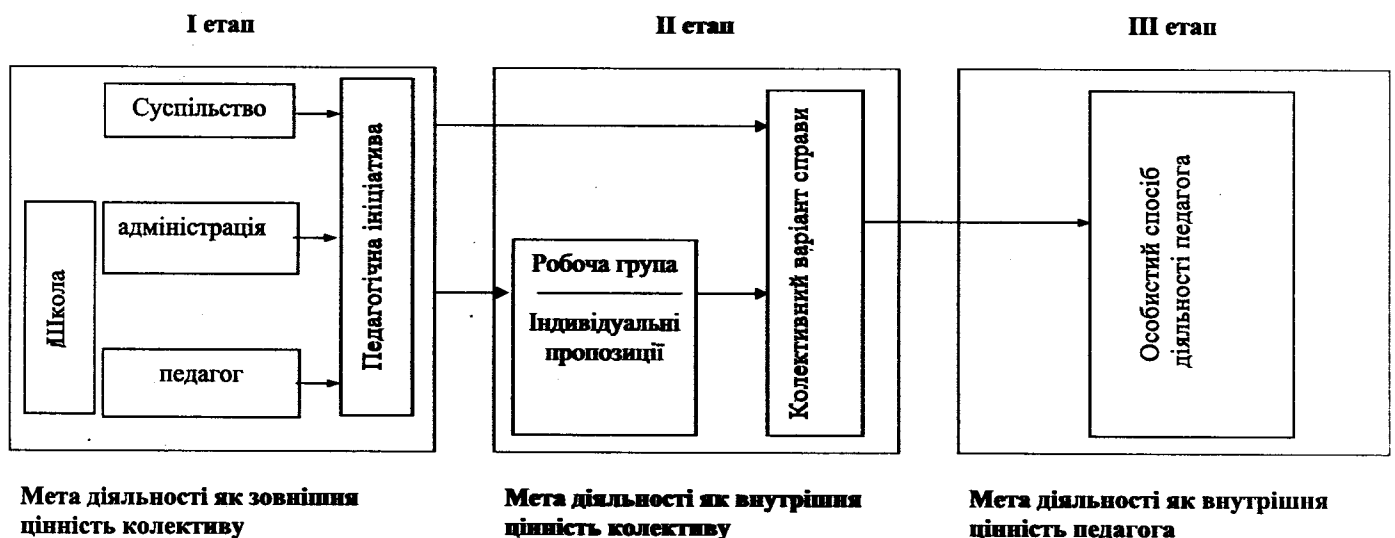 І етап
ІІ етап
ІІІ етап
Суспільство
адміністрація
Школа
педагог
Педагогічна ініціатива
Робоча група
Індивідуальні
пропозиції
Колективний варіант справи
Особистий спосіб
діяльності педагога
Мета діяльності як зовнішня
цінність колективу
Мета діяльності як внутрішня
цінність колективу
Мета діяльності як внутрішня
цінність педагога